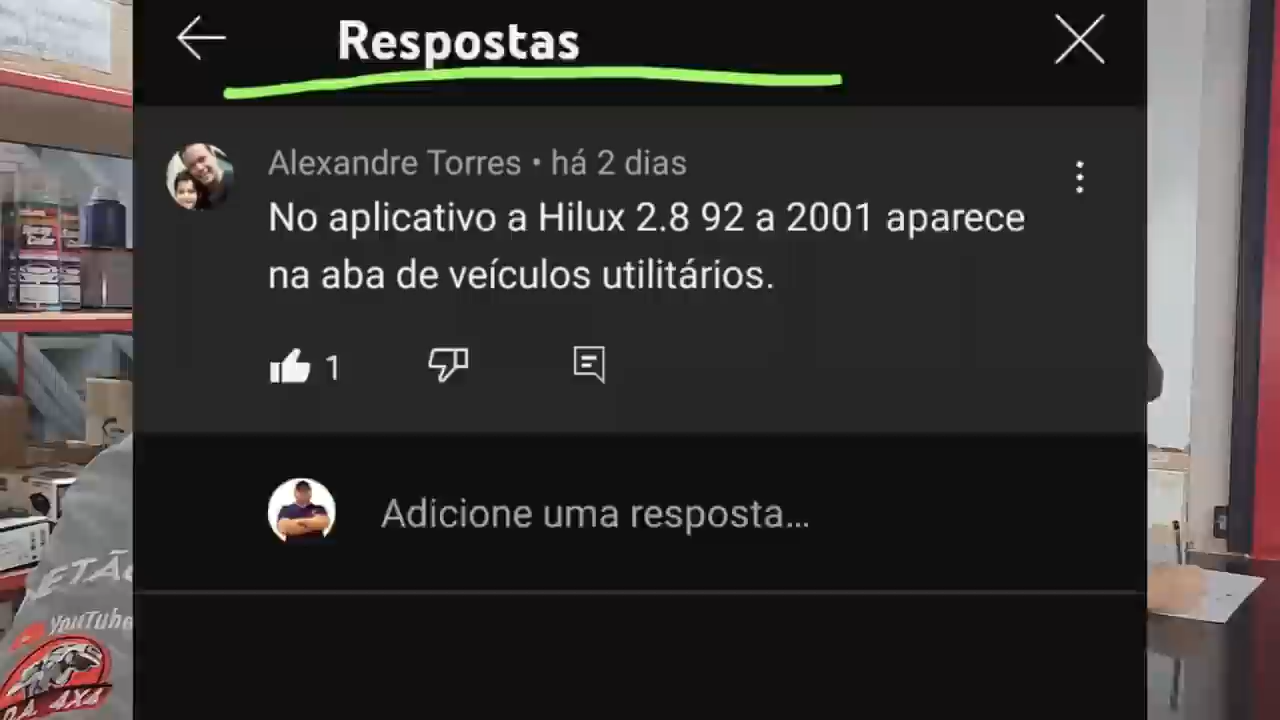 Respostas
Alexandre Torres • há 2 dias
No aplicativo a Hilux 2.8 92 a 2001 aparece
na aba de veículos utilitários.
1
Adicione uma resposta...
YouTube
4X4